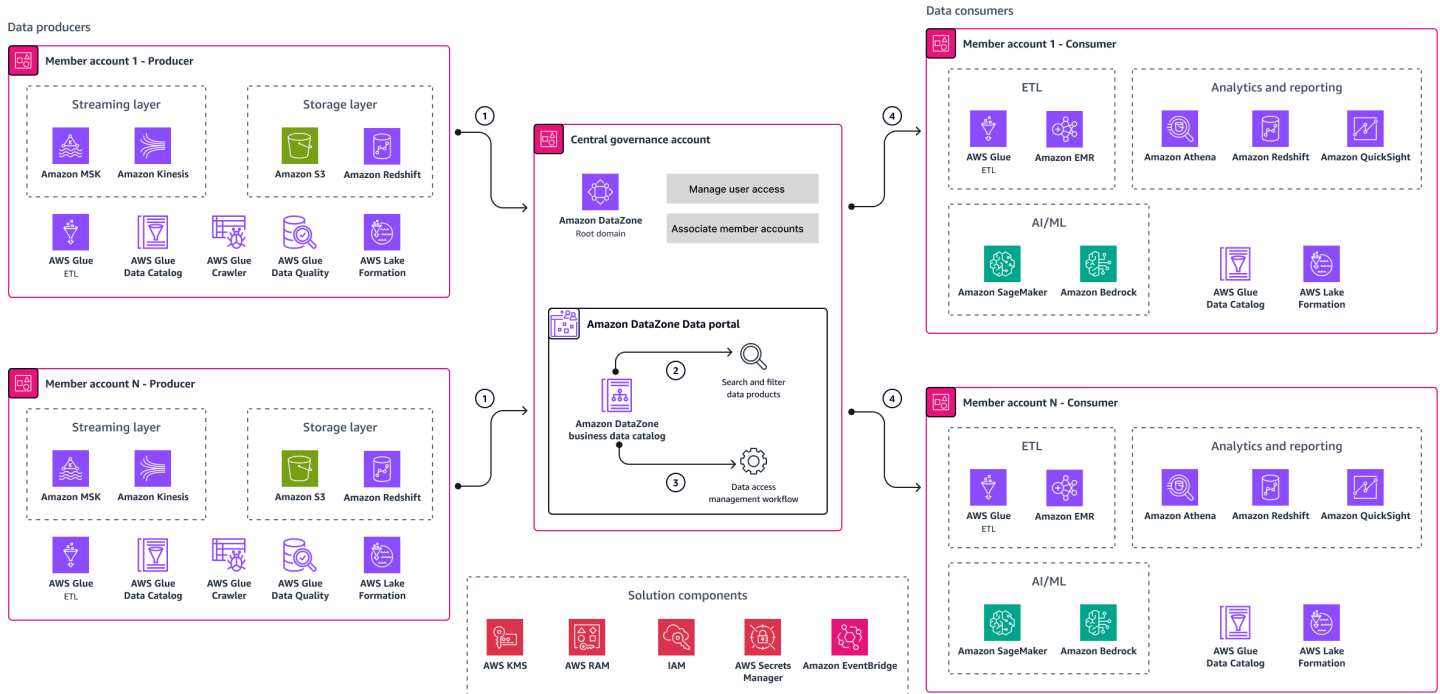 Data producers
Member account 1 - Producer
Streaming layer
Amazon MSK
Amazon Kinesis
Storage layer
Amazon S3
Amazon Redshift
AWS Glue
ETL
AWS Glue
Data Catalog
AWS Glue
Crawler
AWS Glue
Data Quality
AWS Lake
Formation
Member account N - Producer
Streaming layer
Amazon MSK
Amazon Kinesis
Storage layer
Amazon S3
Amazon Redshift
AWS Glue
ETL
AWS Glue
Data Catalog
AWS Glue
Crawler
AWS Glue
Data Quality
AWS Lake
Formation
1
1
Central governance account
Amazon DataZone
Root domain
Manage user access
Associate member accounts
Amazon DataZone Data portal
Amazon DataZone
business data catalog
2
Search and filter
data products
3
Data access
management workflow
Solution components
AWS KMS
AWS RAM
IAM
AWS Secrets
Manager
Amazon EventBridge
4
4
Data consumers
Member account 1 - Consumer
ETL
AWS Glue
ETL
Amazon EMR
Analytics and reporting
Amazon Athena
Amazon Redshift
Amazon QuickSight
AI/ML
Amazon SageMaker
Amazon Bedrock
AWS Glue
Data Catalog
AWS Lake
Formation
Member account N - Consumer
ETL
AWS Glue
ETL
Amazon EMR
Analytics and reporting
Amazon Athena
Amazon Redshift
Amazon QuickSight
AI/ML
Amazon SageMaker
Amazon Bedrock
AWS Glue
Data Catalog
AWS Lake
Formation